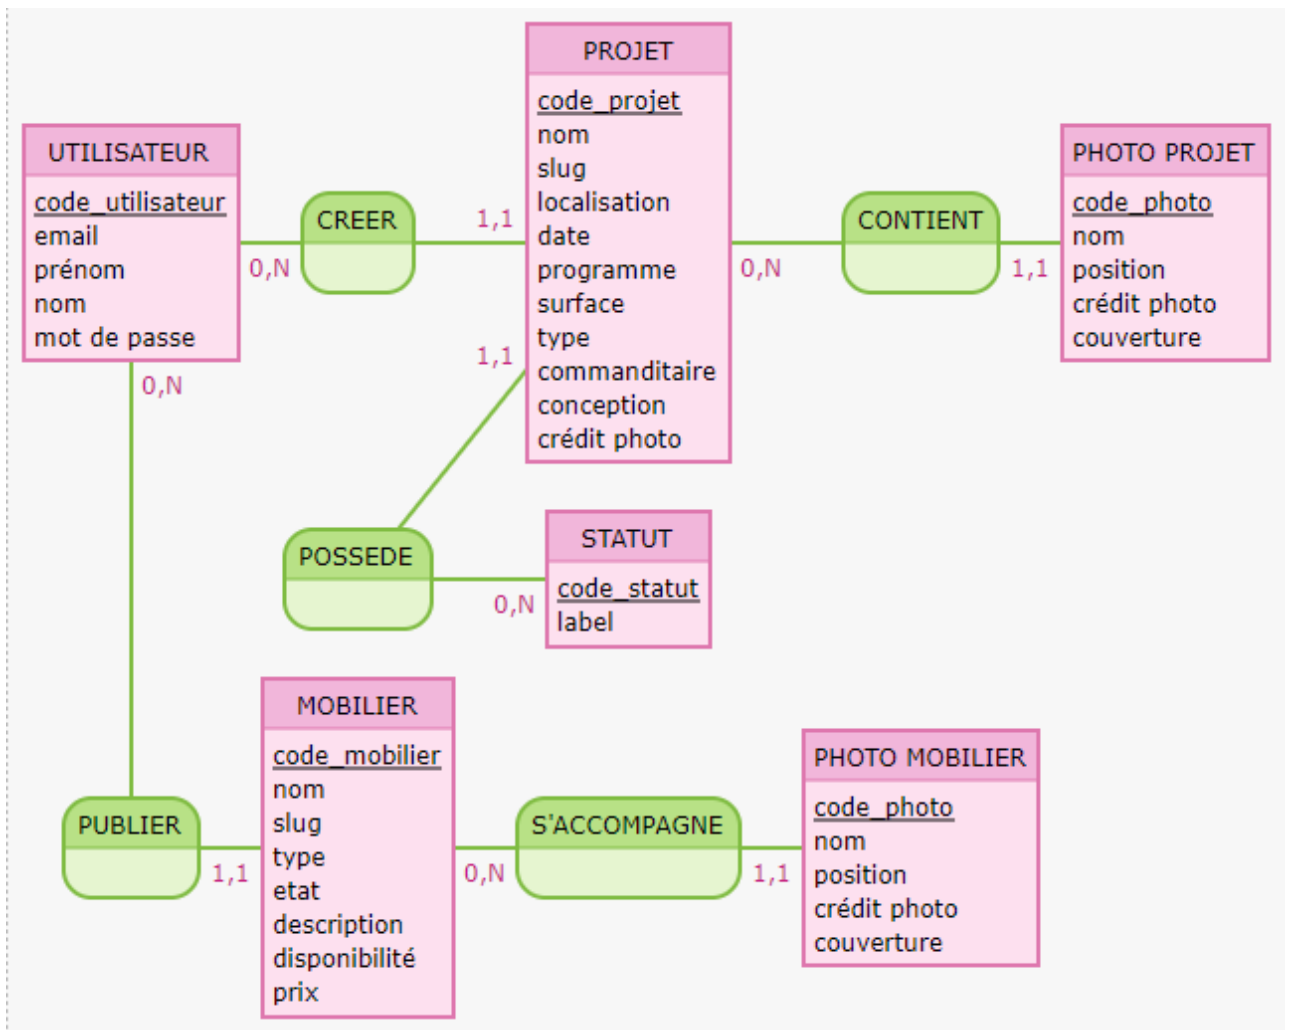 PROJET
code_projet
nom
slug
localisation
date
programme
surface
type
commanditaire
conception
crédit photo
UTILISATEUR
code_utilisateur
email
prénom
nom
mot de passe
CREER
0,N
1,1
CONTIENT
0,N
1,1
PHOTO PROJET
code_photo
nom
position
crédit photo
couverture
0,N
1,1
POSSEDE
0,N
STATUT
code_statut
label
PUBLIER
1,1
MOBILIER
code_mobilier
nom
slug
type
etat
description
disponibilité
prix
S'ACCOMPAGNE
0,N
1,1
PHOTO MOBILIER
code_photo
nom
position
crédit photo
couverture